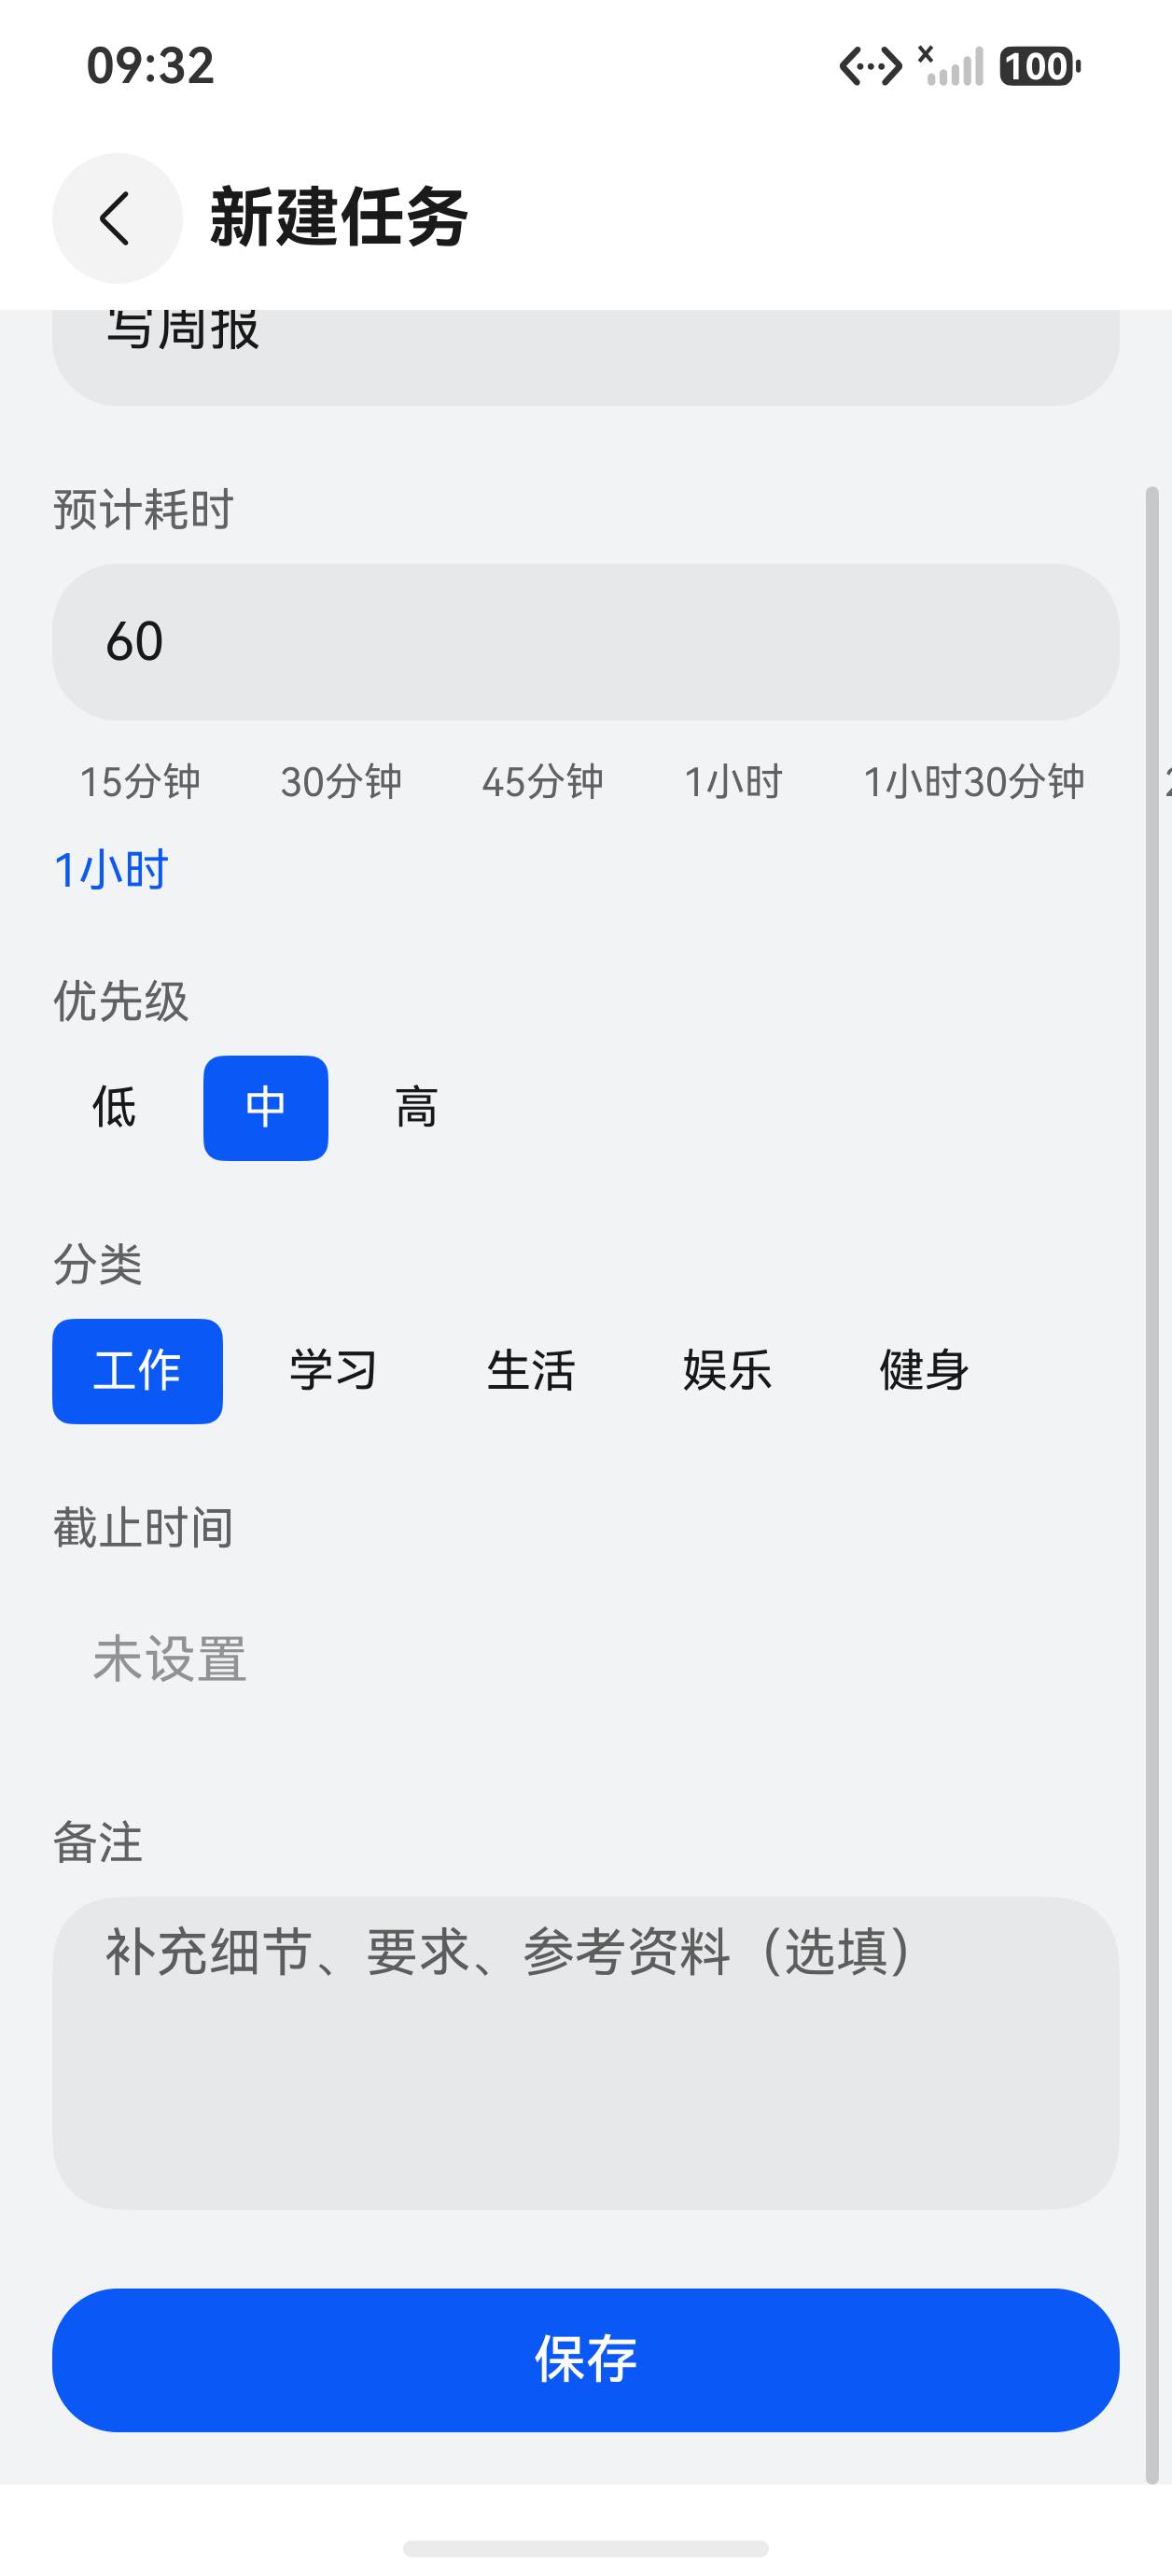 09:32
100
新建任务
写周报
预计耗时
60
15分钟 30分钟 45分钟 1小时 1小时30分钟
1小时
优先级
低 中 高
分类
工作 学习 生活 娱乐 健身
截止时间
未设置
备注
补充细节、要求、参考资料（选填）
保存